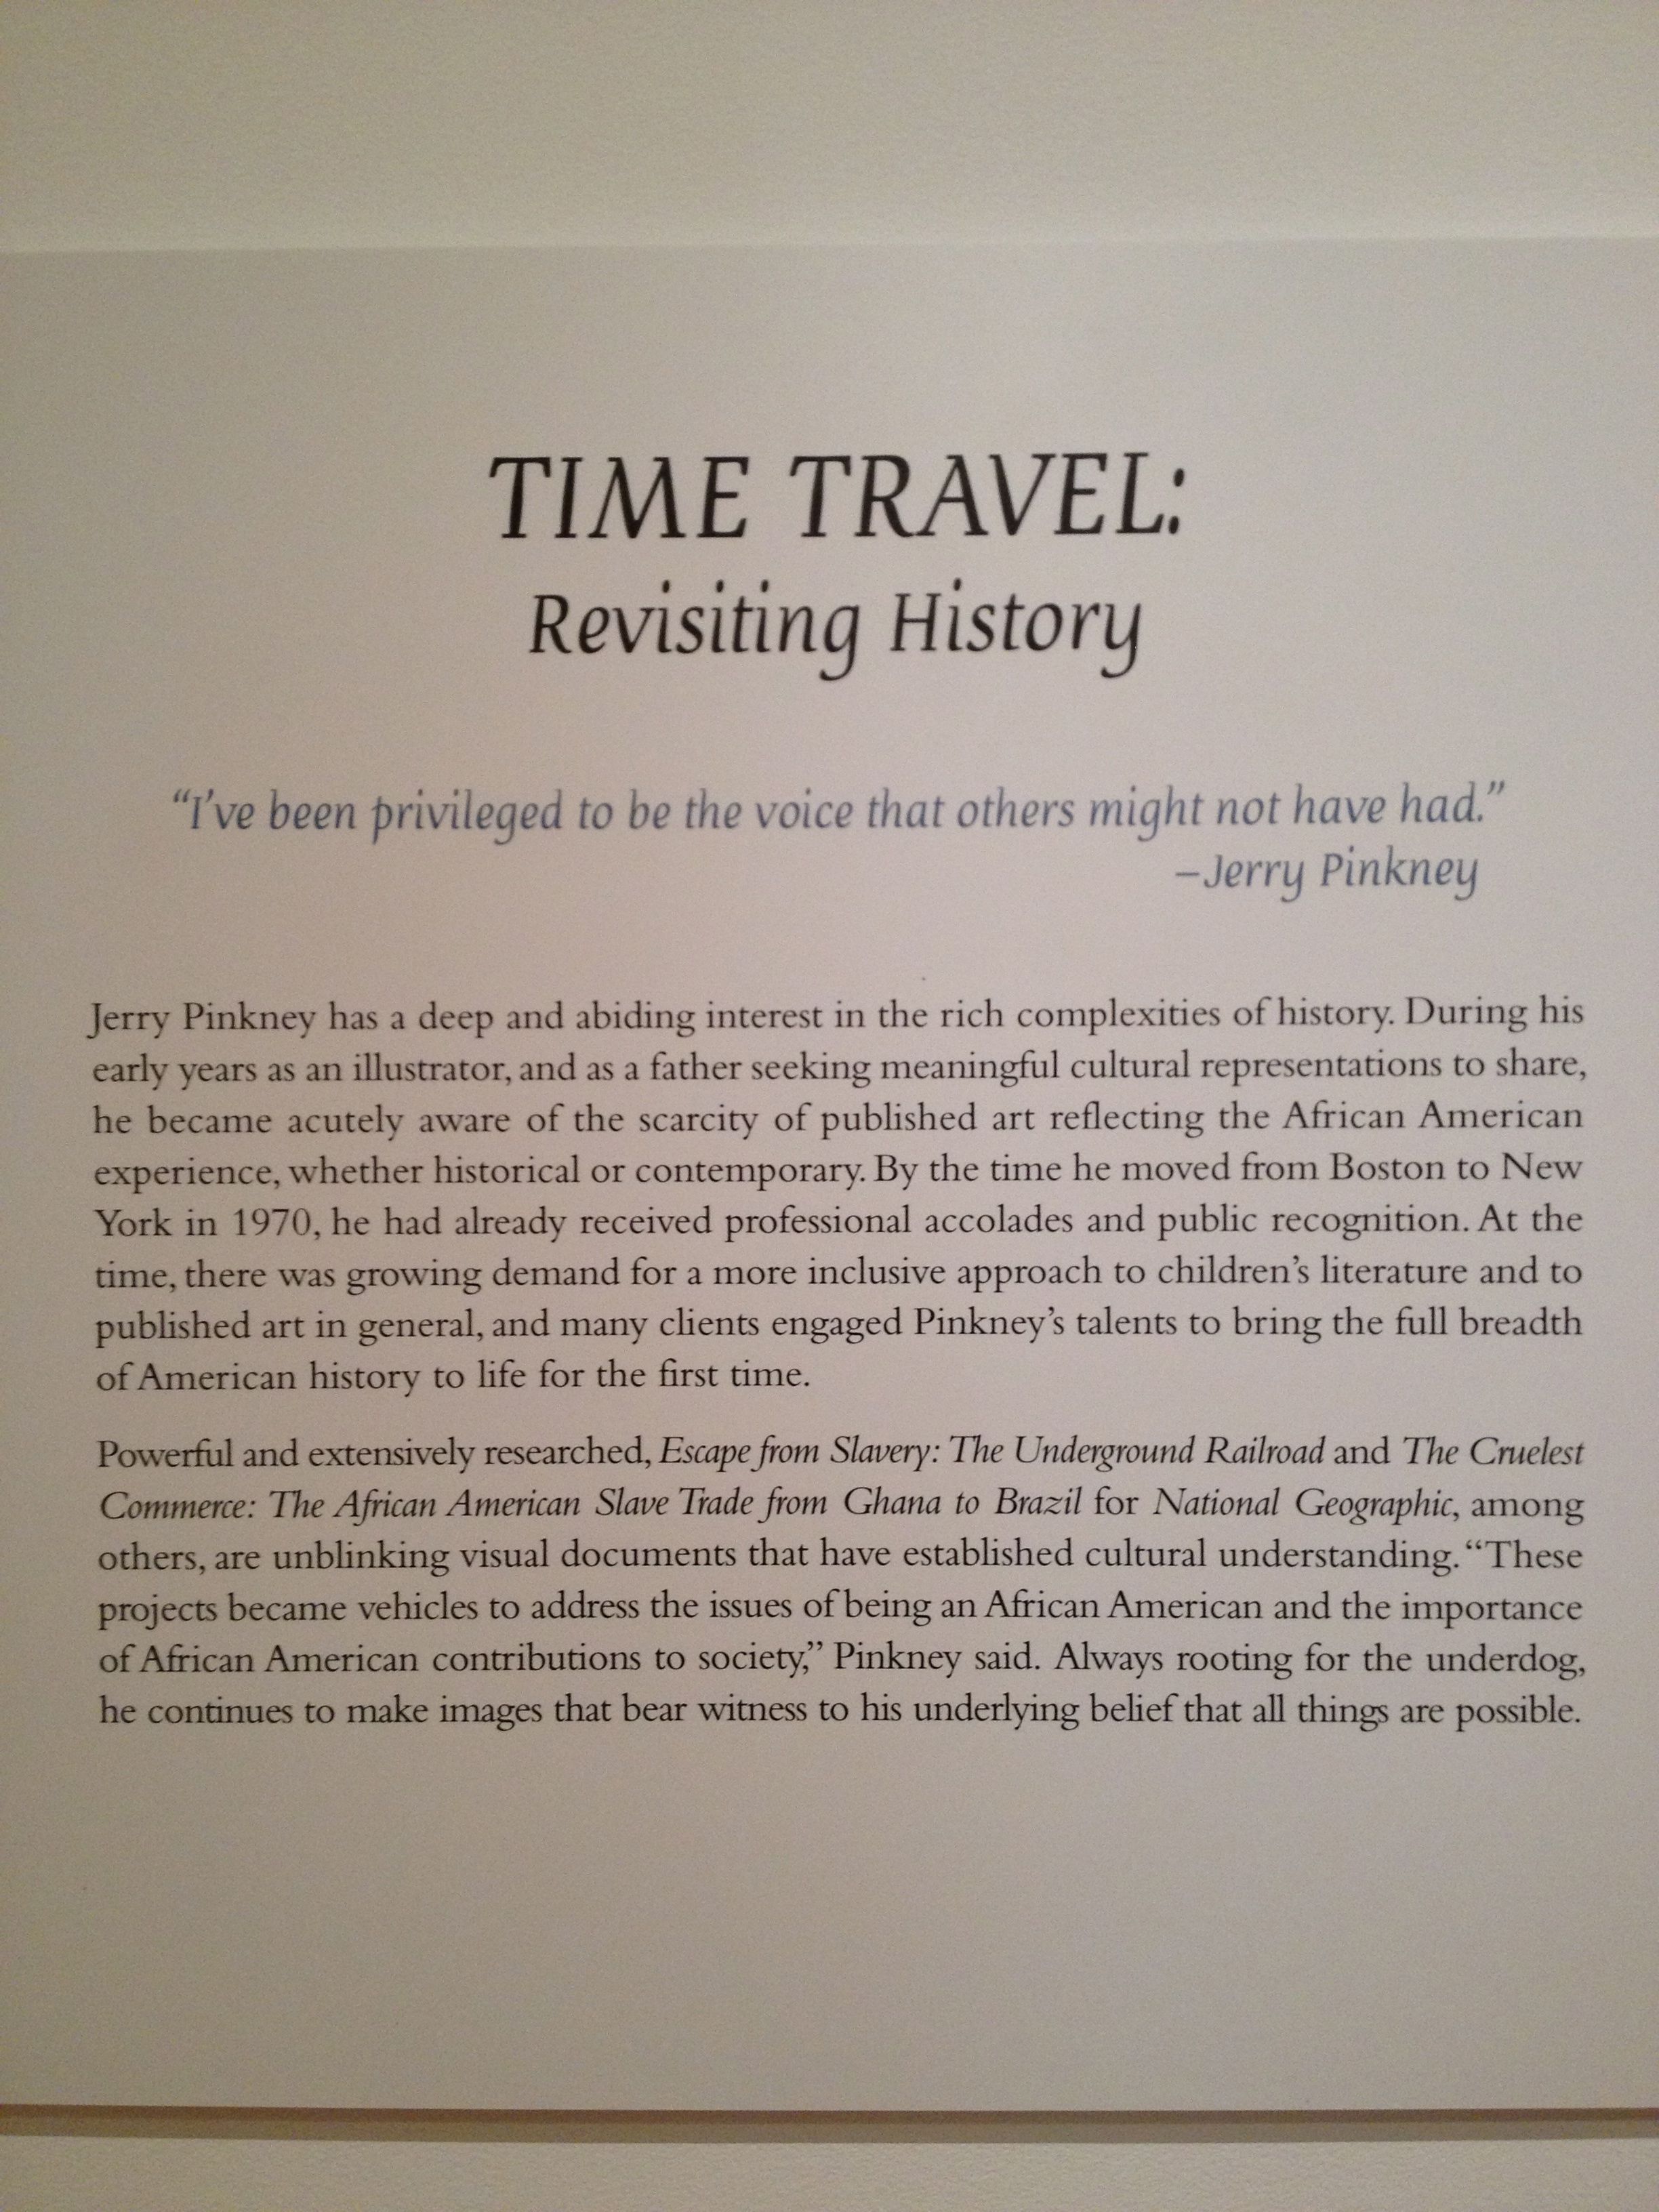 TIME TRAVEL:
Revisiting History
“I’ve been privileged to be the voice that others might not have had.”
–Jerry Pinkney
Jerry Pinkney has a deep and abiding interest in the rich complexities of history. During his
early years as an illustrator, and as a father seeking meaningful cultural representations to share,
he became acutely aware of the scarcity of published art reflecting the African American
experience, whether historical or contemporary. By the time he moved from Boston to New
York in 1970, he had already received professional accolades and public recognition. At the
time, there was growing demand for a more inclusive approach to children’s literature and to
published art in general, and many clients engaged Pinkney’s talents to bring the full breadth
of American history to life for the first time.
Powerful and extensively researched, Escape from Slavery: The Underground Railroad and The Cruelest
Commerce: The African American Slave Trade from Ghana to Brazil for National Geographic, among
others, are unblinking visual documents that have established cultural understanding. “These
projects became vehicles to address the issues of being an African American and the importance
of African American contributions to society,” Pinkney said. Always rooting for the underdog,
he continues to make images that bear witness to his underlying belief that all things are possible.